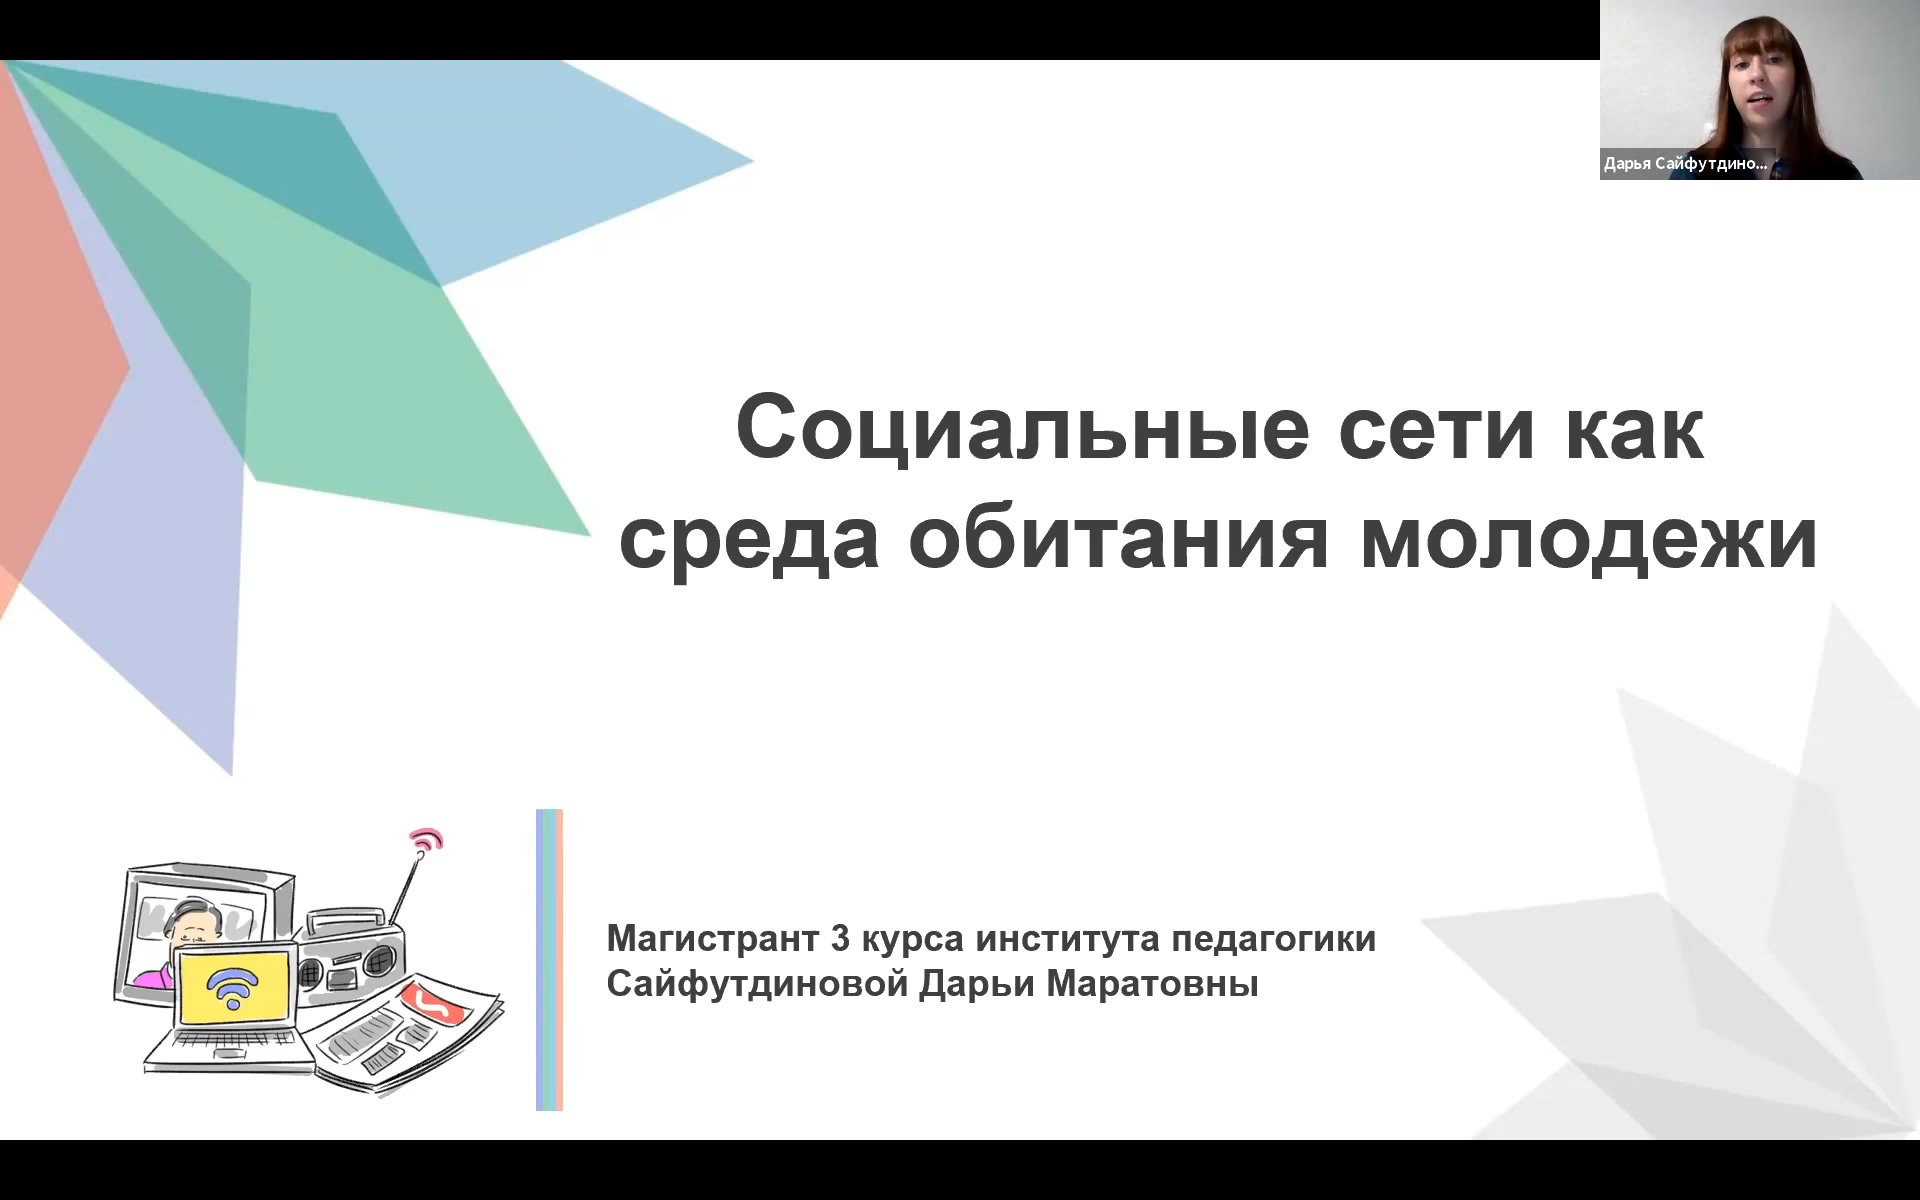 Дарья Сайфутдино...
Социальные сети как
среда обитания молодежи
Магистрант 3 курса института педагогики
Сайфутдиновой Дарьи Маратовны